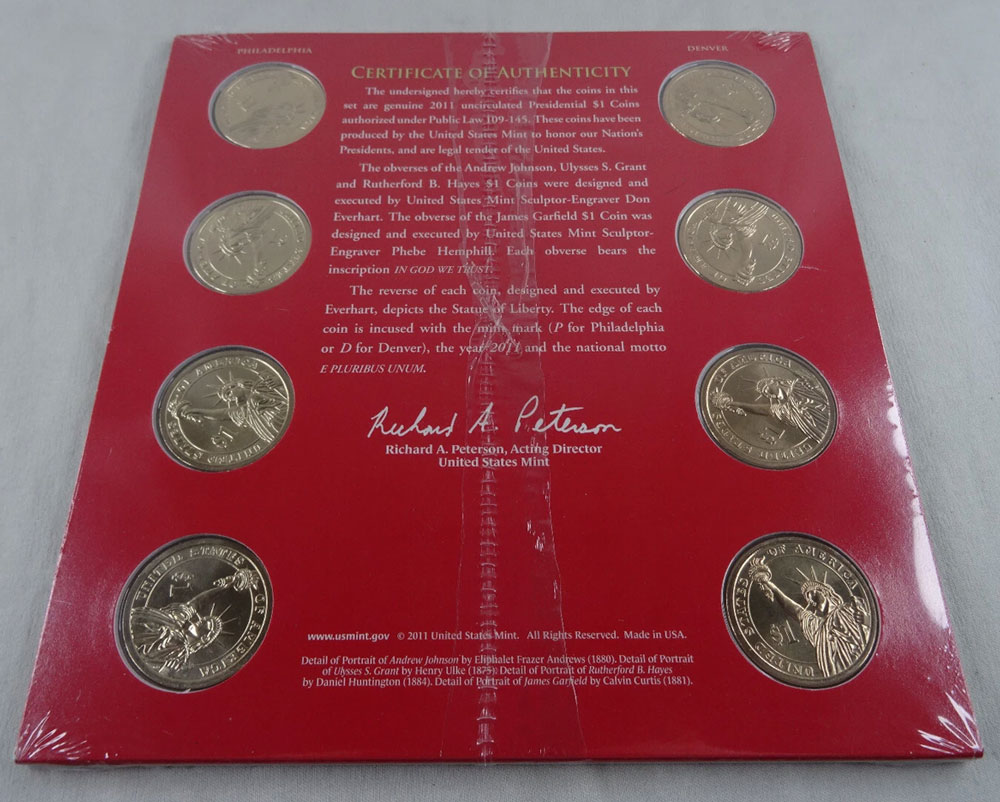 PHILADELPHIA
DENVER
CERTIFICATE OF AUTHENTICITY
The undersigned hereby certifies that the coins in this
set are genuine 2011 uncirculated Presidential $1 Coins
authorized under Public Law 109-145. These coins have been
produced by the United States Mint to honor our Nation's
Presidents, and are legal tender of the United States.
The obverses of the Andrew Johnson, Ulysses S. Grant
and Rutherford B. Hayes $1 Coins were designed and
executed by United States Mint Sculptor-Engraver Don
Everhart. The obverse of the James Garfield $1 Coin was
designed and executed by United States Mint Sculptor-
Engraver Phebe Hemphill. Each obverse bears the
inscription IN GOD WE TRUST.
The reverse of each coin, designed and executed by
Everhart, depicts the Statue of Liberty. The edge of each
coin is incused with the mint mark (P for Philadelphia
or D for Denver), the year 2011 and the national motto
E PLURIBUS UNUM.
Richard A. Peterson
Richard A. Peterson, Acting Director
United States Mint
UNITED STATES OF AMERICA
$1
UNITED STATES OF AMERICA
$1
www.usmint.gov © 2011 United States Mint. All Rights Reserved. Made in USA.
Detail of Portrait of Andrew Johnson by Eliphalet Frazer Andrews (1880). Detail of Portrait
of Ulysses S. Grant by Henry Ulke (1875). Detail of Portrait of Rutherford B. Hayes
by Daniel Huntington (1884). Detail of Portrait of James Garfield by Calvin Curtis (1881).